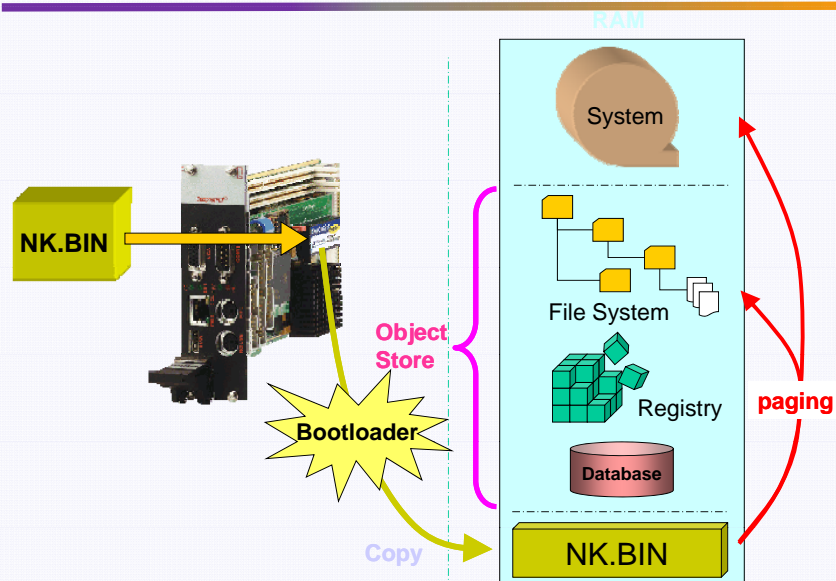 RAM
System
NK.BIN
File System
Object
Store
Registry
paging
Bootloader
Database
Copy
NK.BIN